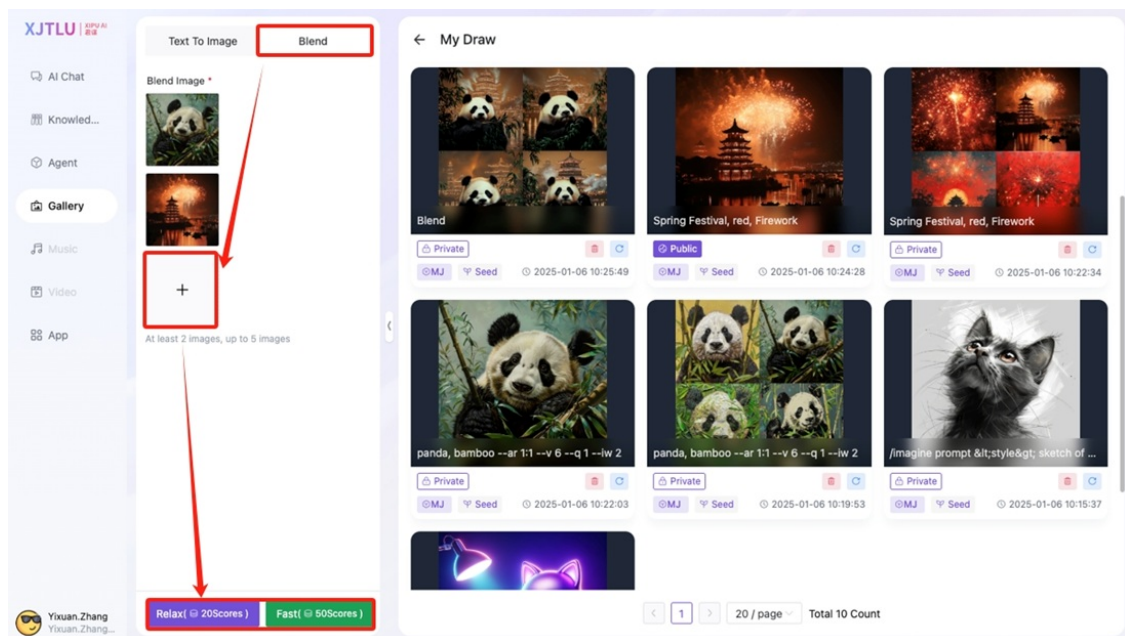 XJTLU | XIPU AI
君谋
AI Chat
Knowled...
Agent
Gallery
Music
Video
App
Yixuan.Zhang
Yixuan.Zhang...
Text To Image
Blend
Blend Image *
+
At least 2 images, up to 5 images
Relax( 20Scores )
Fast( 50Scores )
← My Draw
Blend
Private
MJ Seed 2025-01-06 10:25:49
Spring Festival, red, Firework
Public
MJ Seed 2025-01-06 10:24:28
Spring Festival, red, Firework
Private
MJ Seed 2025-01-06 10:22:34
panda, bamboo --ar 1:1 --v 6 --q 1 --iw 2
Private
MJ Seed 2025-01-06 10:22:03
panda, bamboo --ar 1:1 --v 6 --q 1 --iw 2
Private
MJ Seed 2025-01-06 10:19:53
/imagine prompt &lt;style&gt; sketch of ...
Private
MJ Seed 2025-01-06 10:15:37
< 1 > 20 / page Total 10 Count